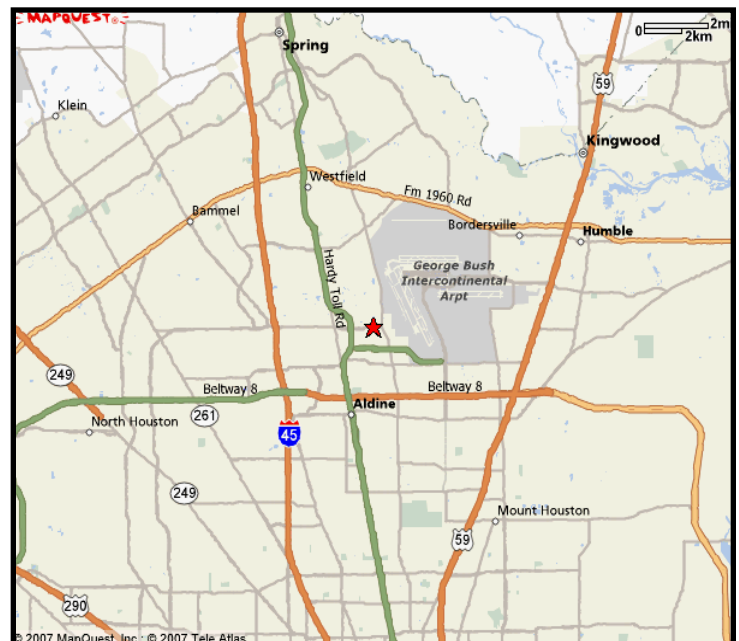 MAPQUEST®
0 2m
2km
Spring
59
Klein
Kingwood
Westfield
Fm 1960 Rd
Bammel
Bordersville
Humble
George Bush
Intercontinental
Arpt
Hardy Toll Rd
249
Beltway 8
Beltway 8
Aldine
261
North Houston
45
249
Mount Houston
59
290
© 2007 MapQuest, Inc.; © 2007 Tele Atlas